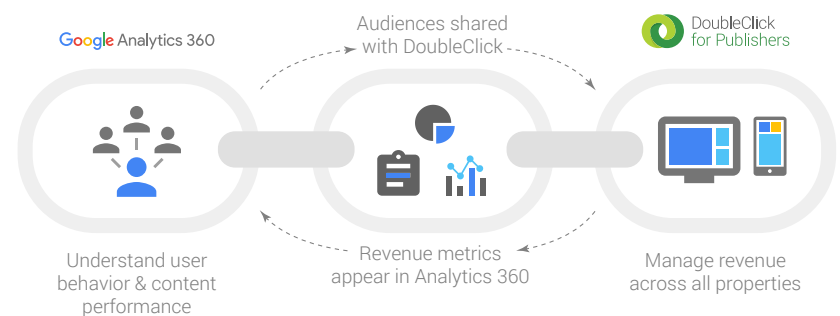 Google Analytics 360
Audiences shared
with DoubleClick
DoubleClick
for Publishers
Understand user
behavior & content
performance
Revenue metrics
appear in Analytics 360
Manage revenue
across all properties